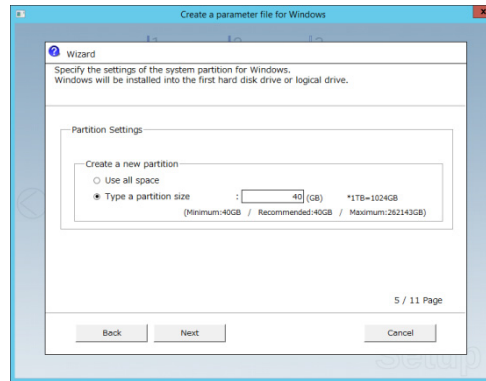 Create a parameter file for Windows
x
? Wizard
Specify the settings of the system partition for Windows.
Windows will be installed into the first hard disk drive or logical drive.
Partition Settings
Create a new partition
Use all space
Type a partition size : 40 (GB) *1TB=1024GB
(Minimum:40GB / Recommended:40GB / Maximum:262143GB)
5 / 11 Page
Back Next Cancel
Setup